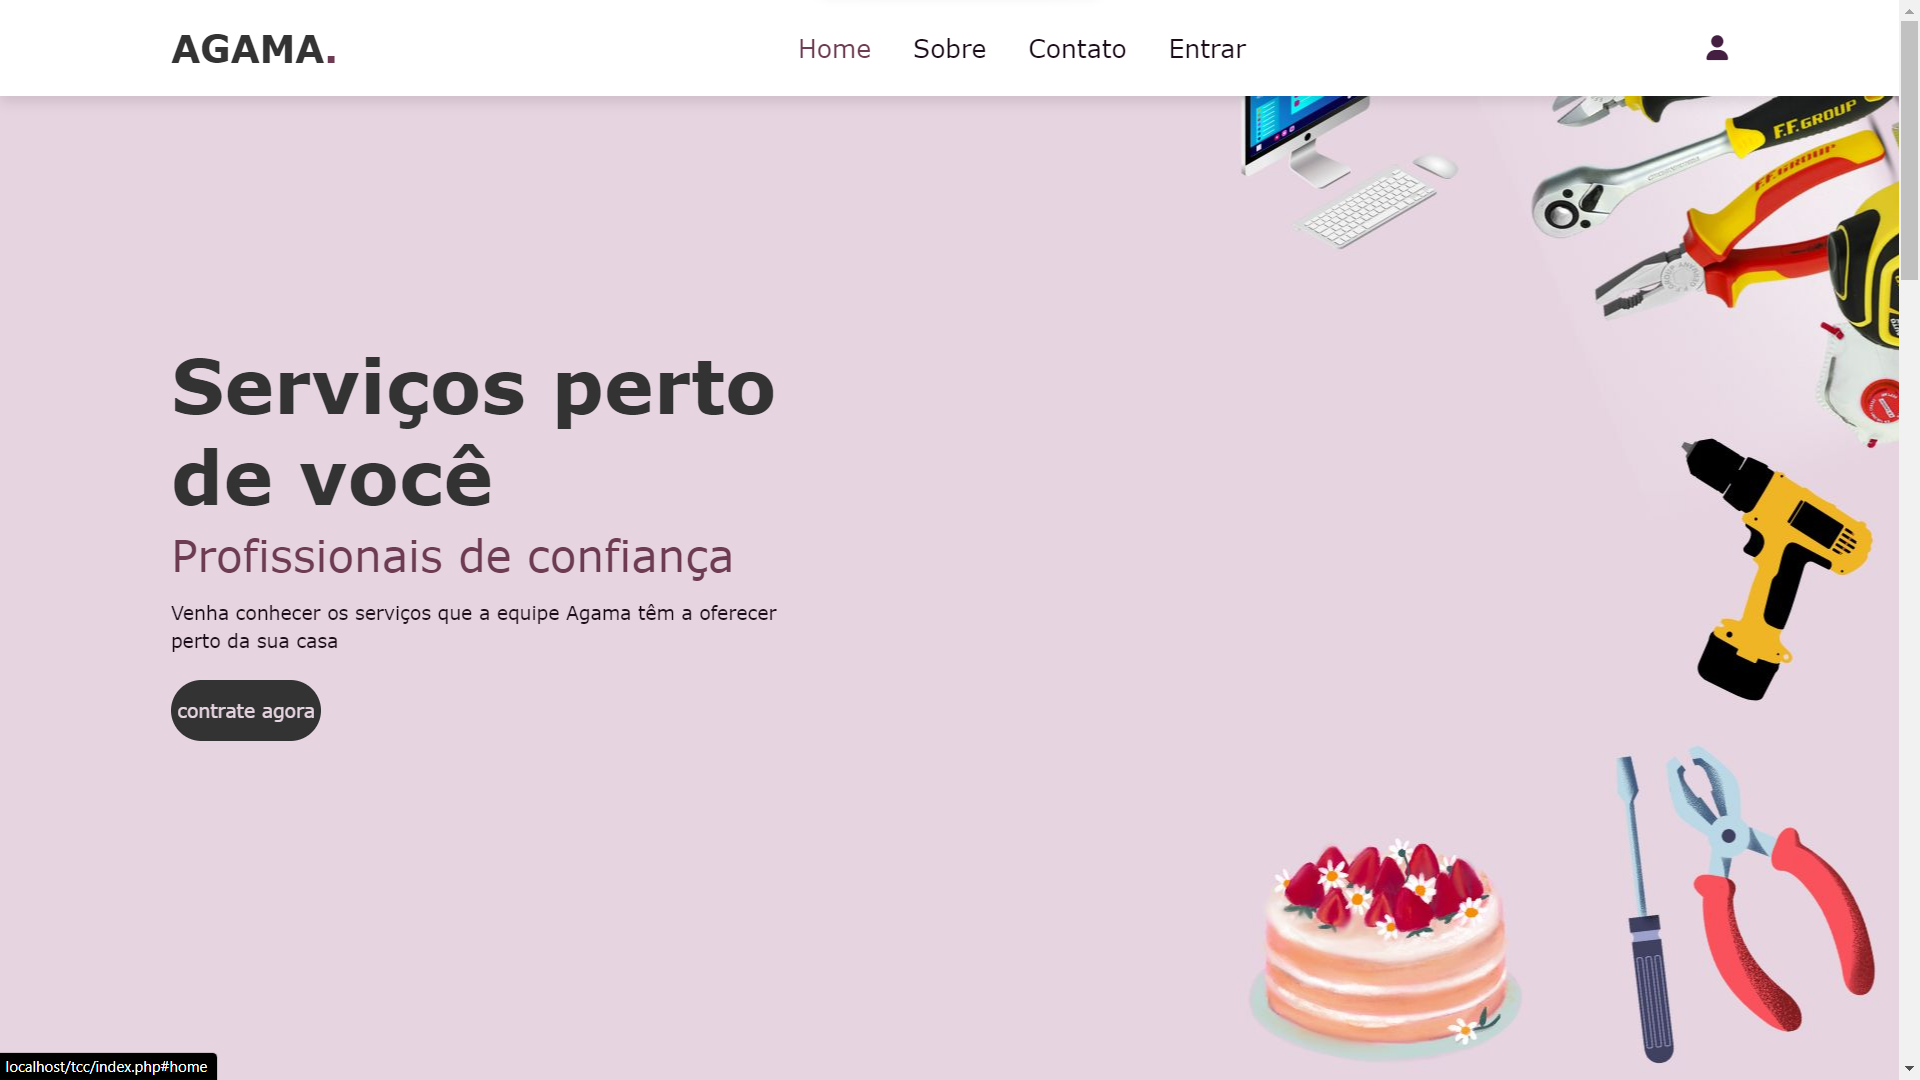 AGAMA.
Home Sobre Contato Entrar
F.F. GROUP
F.F. GROUP
Serviços perto
de você
Profissionais de confiança
Venha conhecer os serviços que a equipe Agama têm a oferecer
perto da sua casa
contrate agora
localhost/tcc/index.php#home